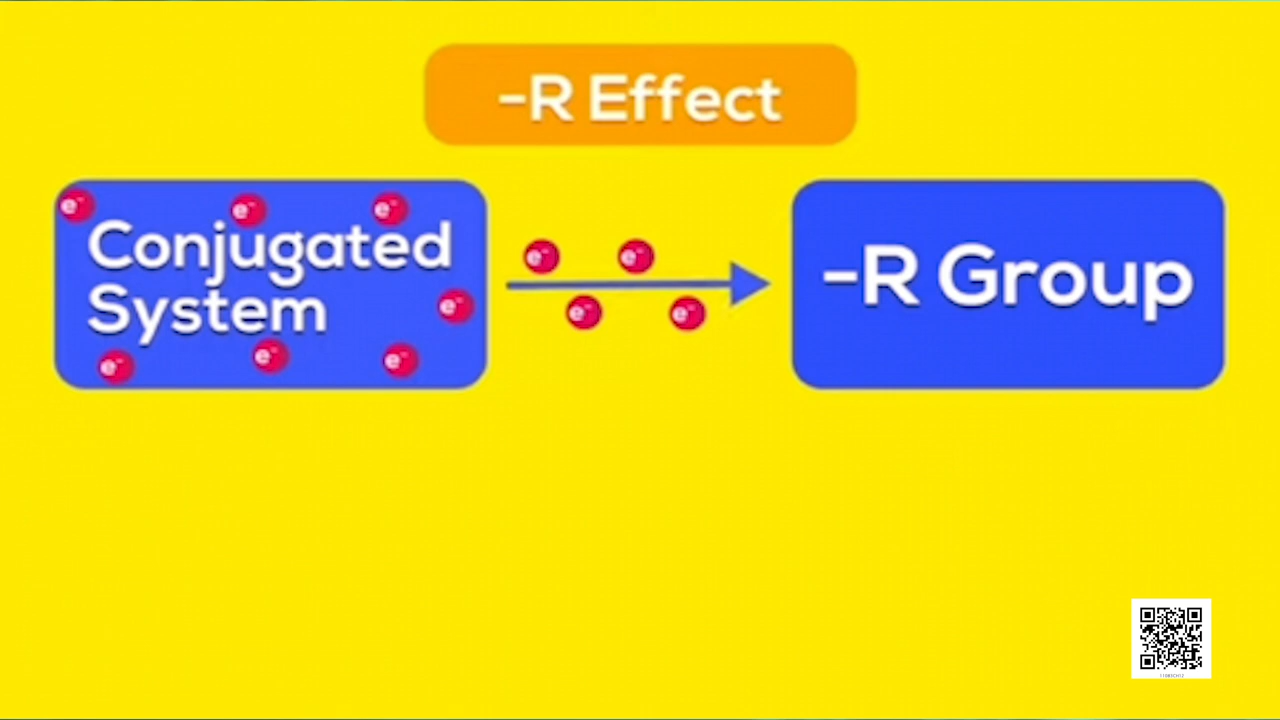 -R Effect
e⁻
e⁻
e⁻
Conjugated
System
e⁻
e⁻
e⁻
e⁻
e⁻
e⁻
e⁻
e⁻
-R Group